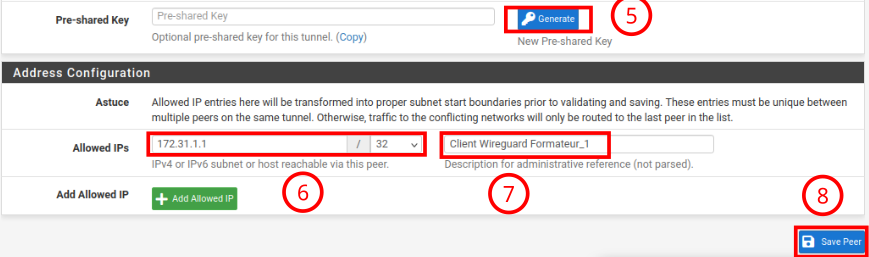 Pre-shared Key
Pre-shared Key
Generate
5
Optional pre-shared key for this tunnel. (Copy)
New Pre-shared Key
Address Configuration
Astuce
Allowed IP entries here will be transformed into proper subnet start boundaries prior to validating and saving. These entries must be unique between
multiple peers on the same tunnel. Otherwise, traffic to the conflicting networks will only be routed to the last peer in the list.
Allowed IPs
172.31.1.1 / 32
Client Wireguard Formateur_1
IPv4 or IPv6 subnet or host reachable via this peer.
Description for administrative reference (not parsed).
6
7
Add Allowed IP
Add Allowed IP
8
Save Peer